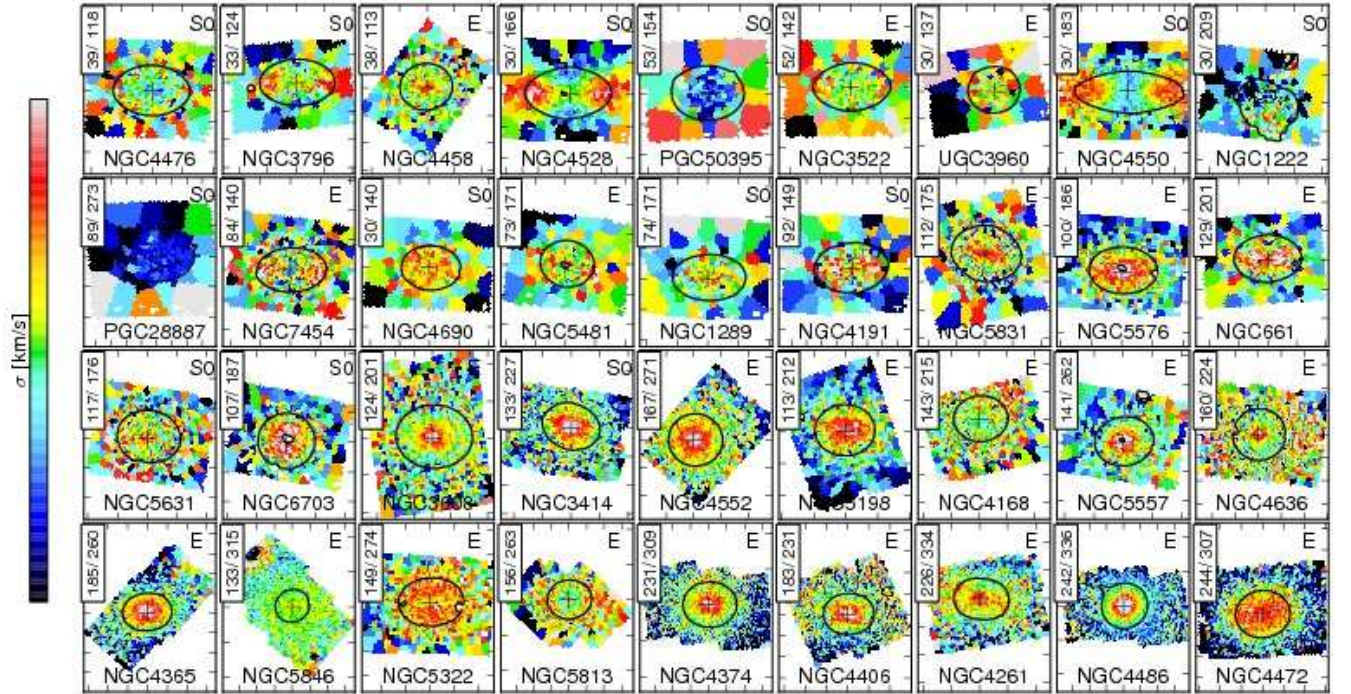 σ [km/s]
39/ 118 S0 NGC4476
33/ 124 S0 NGC3796
38/ 113 E NGC4458
30/ 166 S0 NGC4528
53/ 154 S0 PGC50395
52/ 142 E NGC3522
30/ 137 E UGC3960
30/ 183 S0 NGC4550
30/ 209 S0 NGC1222
89/ 273 S0 PGC28887
84/ 140 E NGC7454
30/ 140 S0 NGC4690
73/ 171 E NGC5481
74/ 171 S0 NGC1289
92/ 149 S0 NGC4191
112/ 175 E NGC5831
100/ 186 E NGC5576
129/ 201 E NGC661
117/ 176 S0 NGC5631
107/ 187 S0 NGC6703
124/ 201 E NGC3608
133/ 227 S0 NGC3414
167/ 271 E NGC4552
113/ 212 E NGC5198
143/ 215 E NGC4168
141/ 262 E NGC5557
160/ 224 E NGC4636
185/ 260 E NGC4365
133/ 315 E NGC5846
149/ 274 E NGC5322
156/ 263 E NGC5813
231/ 309 E NGC4374
183/ 231 E NGC4406
226/ 334 E NGC4261
242/ 336 E NGC4486
244/ 307 E NGC4472